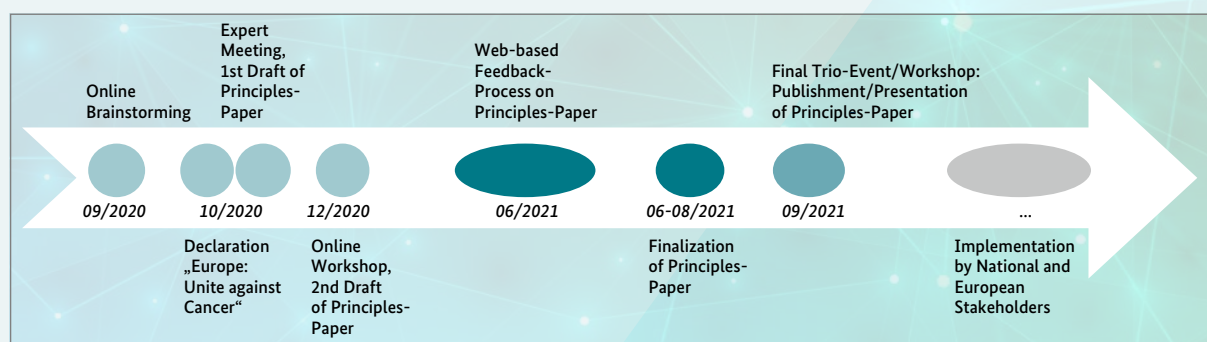 Online
Brainstorming
Expert
Meeting,
1st Draft of
Principles-
Paper
Web-based
Feedback-
Process on
Principles-Paper
Final Trio-Event/Workshop:
Publishment/Presentation
of Principles-Paper
09/2020
10/2020
12/2020
06/2021
06-08/2021
09/2021
...
Declaration
„Europe:
Unite against
Cancer“
Online
Workshop,
2nd Draft
of Principles-
Paper
Finalization
of Principles-
Paper
Implementation
by National and
European
Stakeholders